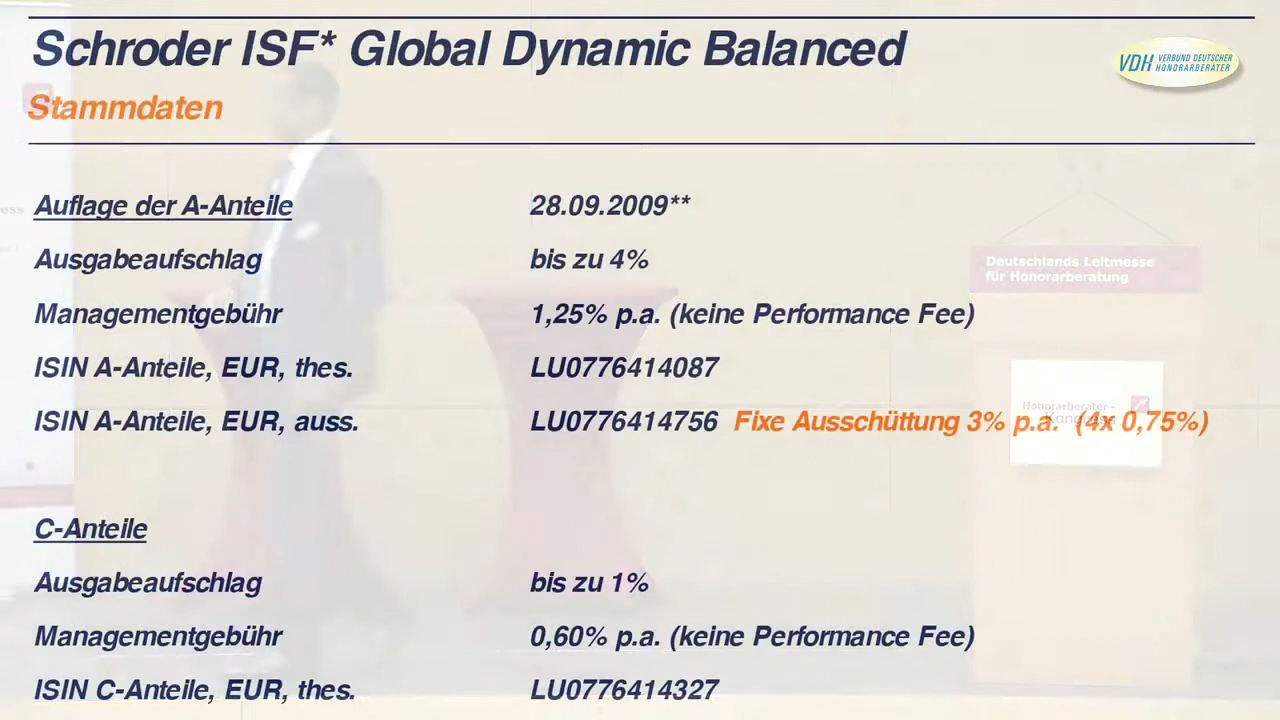 Schroder ISF* Global Dynamic Balanced
VDH VERBUND DEUTSCHER
HONORARBERATER
Stammdaten
Auflage der A-Anteile 28.09.2009**
Ausgabeaufschlag bis zu 4%
Deutschlands Leitmesse
für Honorarberatung
Managementgebühr 1,25% p.a. (keine Performance Fee)
ISIN A-Anteile, EUR, thes. LU0776414087
Honorarberater -
Kongress
ISIN A-Anteile, EUR, auss. LU0776414756 Fixe Ausschüttung 3% p.a. (4x 0,75%)
C-Anteile
Ausgabeaufschlag bis zu 1%
Managementgebühr 0,60% p.a. (keine Performance Fee)
ISIN C-Anteile, EUR, thes. LU0776414327